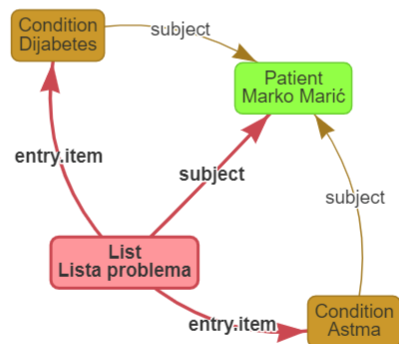 Condition
Dijabetes
subject
Patient
Marko Marić
entry.item
subject
subject
List
Lista problema
entry.item
Condition
Astma